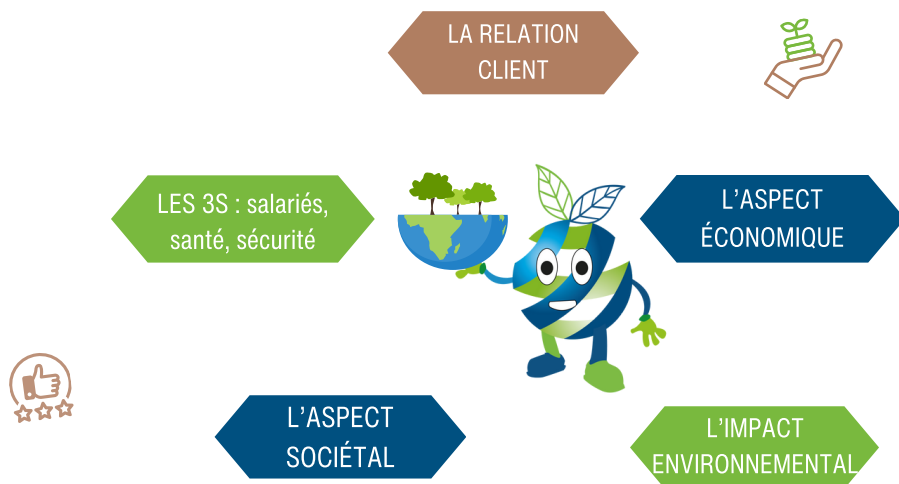 LA RELATION
CLIENT
LES 3S : salariés,
santé, sécurité
L'ASPECT
ÉCONOMIQUE
L'ASPECT
SOCIÉTAL
L'IMPACT
ENVIRONNEMENTAL